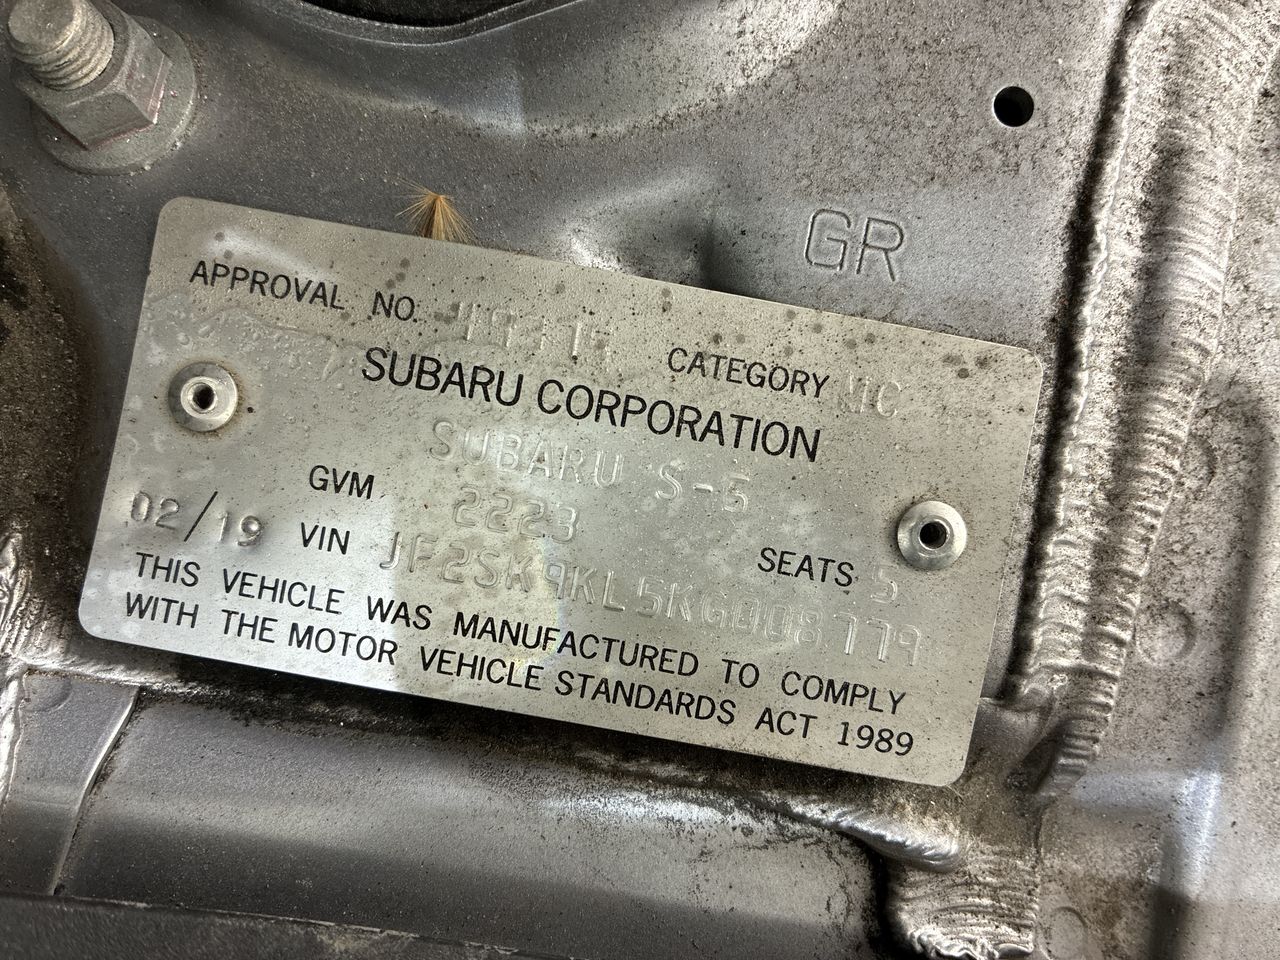 GR
APPROVAL NO. CATEGORY
SUBARU CORPORATION
SUBARU S-5
GVM 2223
02/19 VIN JF2SK9KL5KG008779 SEATS 5
THIS VEHICLE WAS MANUFACTURED TO COMPLY
WITH THE MOTOR VEHICLE STANDARDS ACT 1989